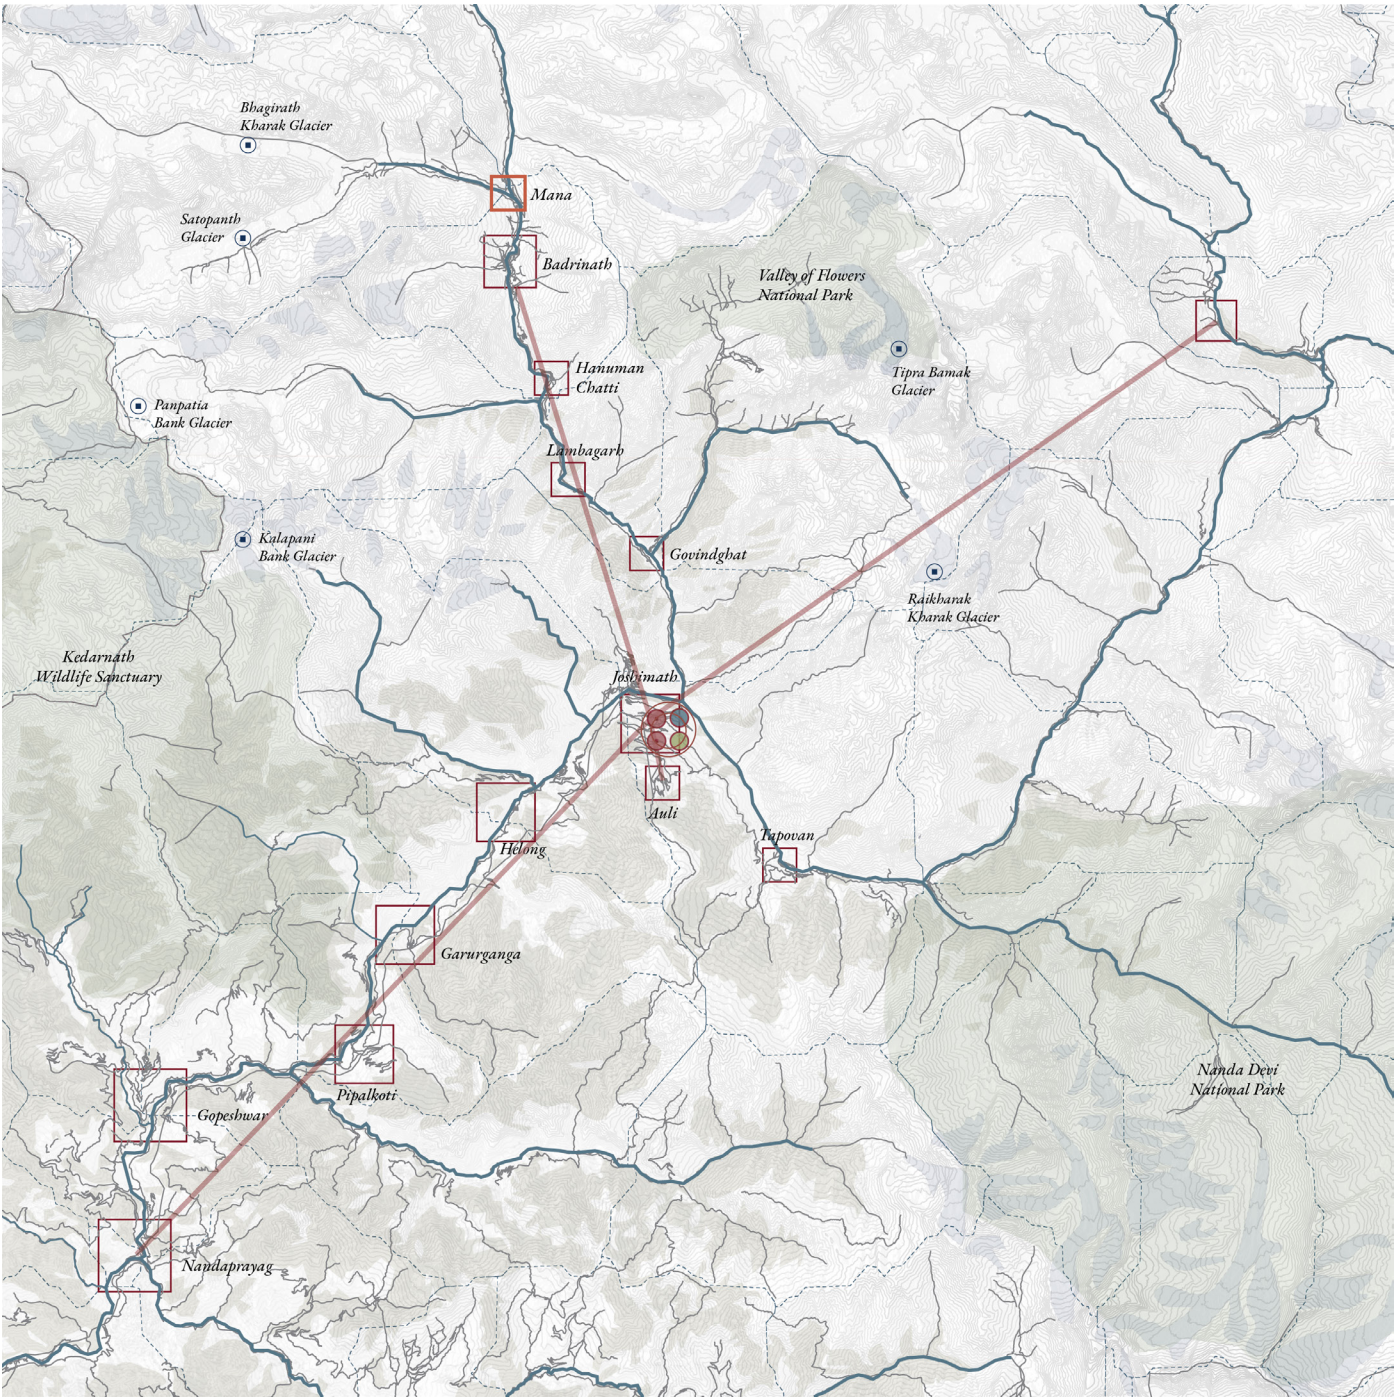 Bhagirath
Kharak Glacier
Mana
Satopanth
Glacier
Badrinath
Valley of Flowers
National Park
Hanuman
Chatti
Tipra Bamak
Glacier
Panpatia
Bank Glacier
Lambagarh
Kalapani
Bank Glacier
Govindghat
Raikharak
Kharak Glacier
Kedarnath
Wildlife Sanctuary
Joshimath
Auli
Tapovan
Helong
Garurganga
Nanda Devi
National Park
Pipalkoti
Gopeshwar
Nandaprayag